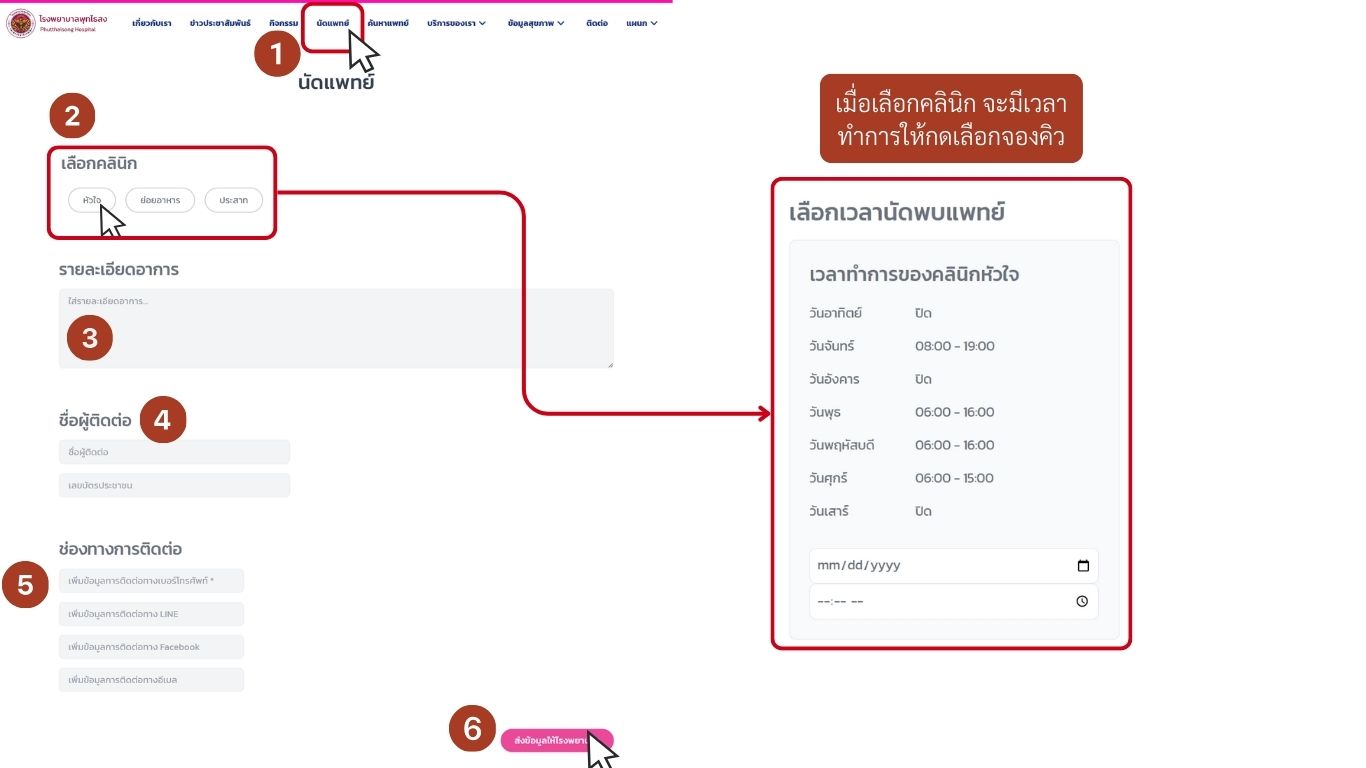 โรงพยาบาลพุทไธสง
Phutthaisong Hospital
เกี่ยวกับเรา ข่าวประชาสัมพันธ์ กิจกรรม นัดแพทย์ ค้นหาแพทย์ บริการของเรา ข้อมูลสุขภาพ ติดต่อ แผนก
1
นัดแพทย์
2
เลือกคลินิก
หัวใจ ย่อยอาหาร ประสาท
รายละเอียดอาการ
ใส่รายละเอียดอาการ...
3
ชื่อผู้ติดต่อ
4
ชื่อผู้ติดต่อ
เลขบัตรประชาชน
ช่องทางการติดต่อ
5
เพิ่มข้อมูลการติดต่อทางเบอร์โทรศัพท์ *
เพิ่มข้อมูลการติดต่อทาง LINE
เพิ่มข้อมูลการติดต่อทาง Facebook
เพิ่มข้อมูลการติดต่อทางอีเมล
6
ส่งข้อมูลให้
เมื่อเลือกคลินิก จะมีเวลา
ทำการให้กดเลือกจองคิว
เลือกเวลานัดพบแพทย์
เวลาทำการของคลินิกหัวใจ
วันอาทิตย์ ปิด
วันจันทร์ 08:00 - 19:00
วันอังคาร ปิด
วันพุธ 06:00 - 16:00
วันพฤหัสบดี 06:00 - 16:00
วันศุกร์ 06:00 - 15:00
วันเสาร์ ปิด
mm/dd/yyyy
--:-- --